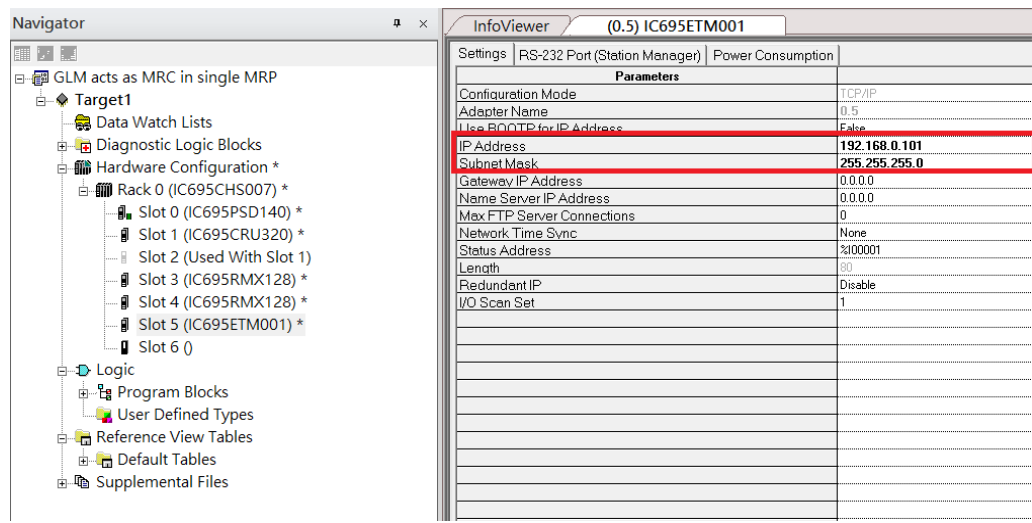 Navigator
GLM acts as MRC in single MRP
Target1
Data Watch Lists
Diagnostic Logic Blocks
Hardware Configuration *
Rack 0 (IC695CHS007) *
Slot 0 (IC695PSD140) *
Slot 1 (IC695CRU320) *
Slot 2 (Used With Slot 1)
Slot 3 (IC695RMX128) *
Slot 4 (IC695RMX128) *
Slot 5 (IC695ETM001) *
Slot 6 ()
Logic
Program Blocks
User Defined Types
Reference View Tables
Default Tables
Supplemental Files
InfoViewer (0.5) IC695ETM001
Settings RS-232 Port (Station Manager) Power Consumption
Parameters
Configuration Mode TCP/IP
Adapter Name 0.5
Use BOOTP for IP Address False
IP Address 192.168.0.101
Subnet Mask 255.255.255.0
Gateway IP Address 0.0.0.0
Name Server IP Address 0.0.0.0
Max FTP Server Connections 0
Network Time Sync None
Status Address %I00001
Length 80
Redundant IP Disable
I/O Scan Set 1